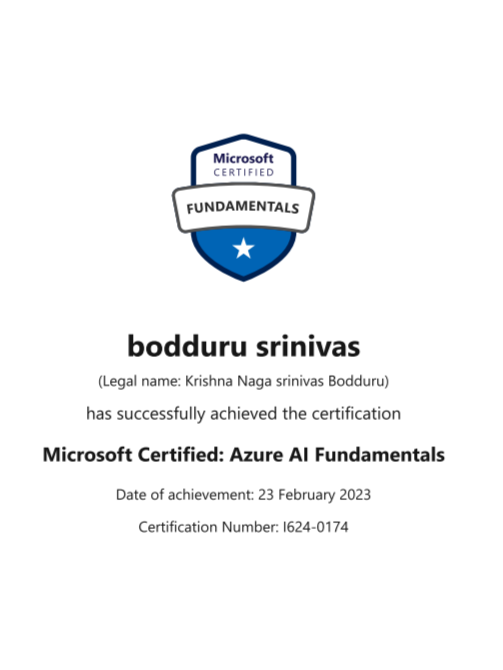 Microsoft
CERTIFIED
FUNDAMENTALS
bodduru srinivas
(Legal name: Krishna Naga srinivas Bodduru)
has successfully achieved the certification
Microsoft Certified: Azure AI Fundamentals
Date of achievement: 23 February 2023
Certification Number: I624-0174